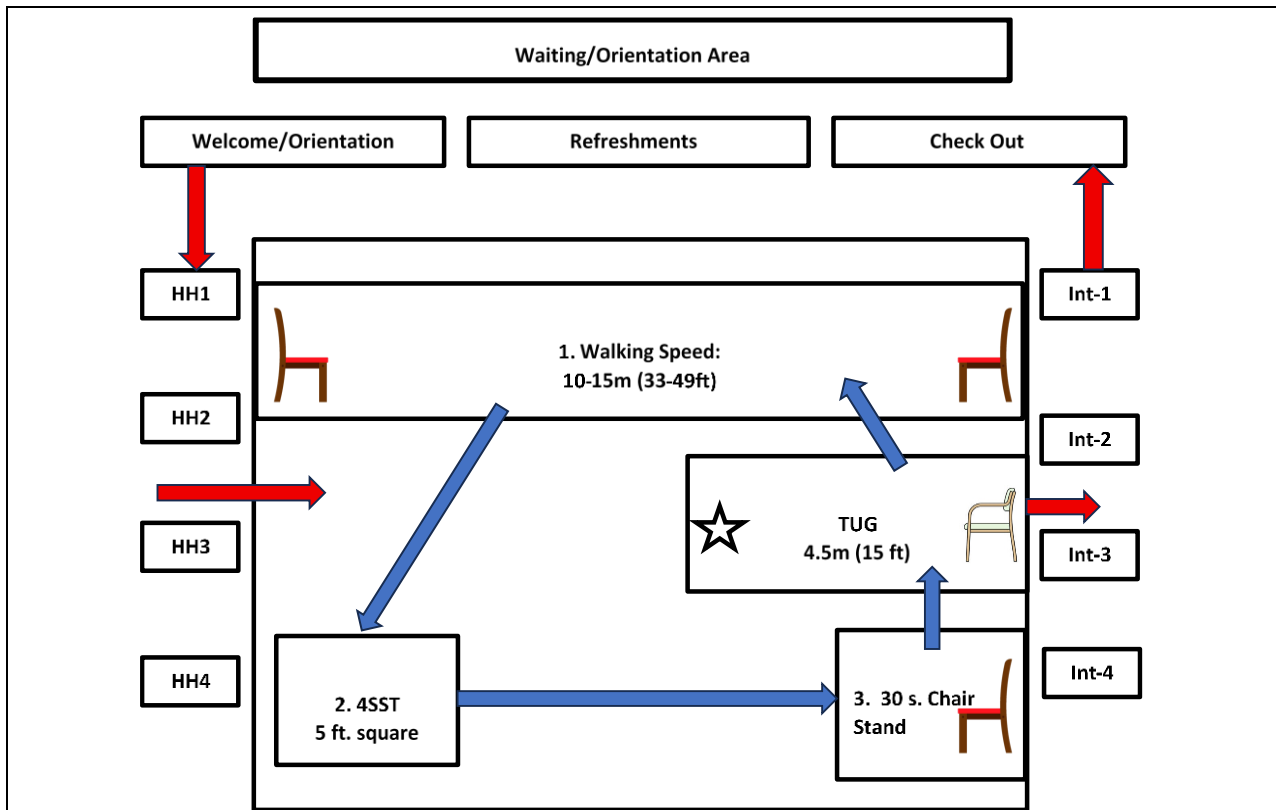 Waiting/Orientation Area
Welcome/Orientation
Refreshments
Check Out
HH1
Int-1
1. Walking Speed:
10-15m (33-49ft)
HH2
Int-2
TUG
4.5m (15 ft)
HH3
Int-3
HH4
Int-4
2. 4SST
5 ft. square
3. 30 s. Chair
Stand